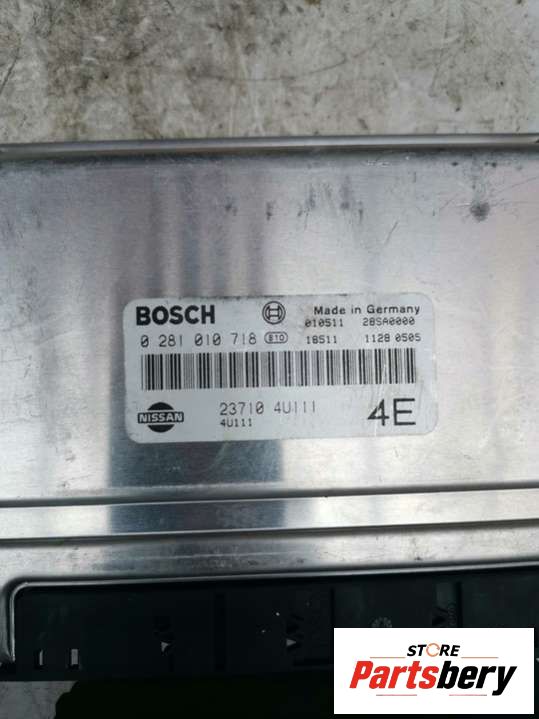 BOSCH Made in Germany
010511 28SA0000
0 281 010 718 B10 18511 1128 0505
NISSAN 23710 4U111 4E
4U111
STORE
Partsbery